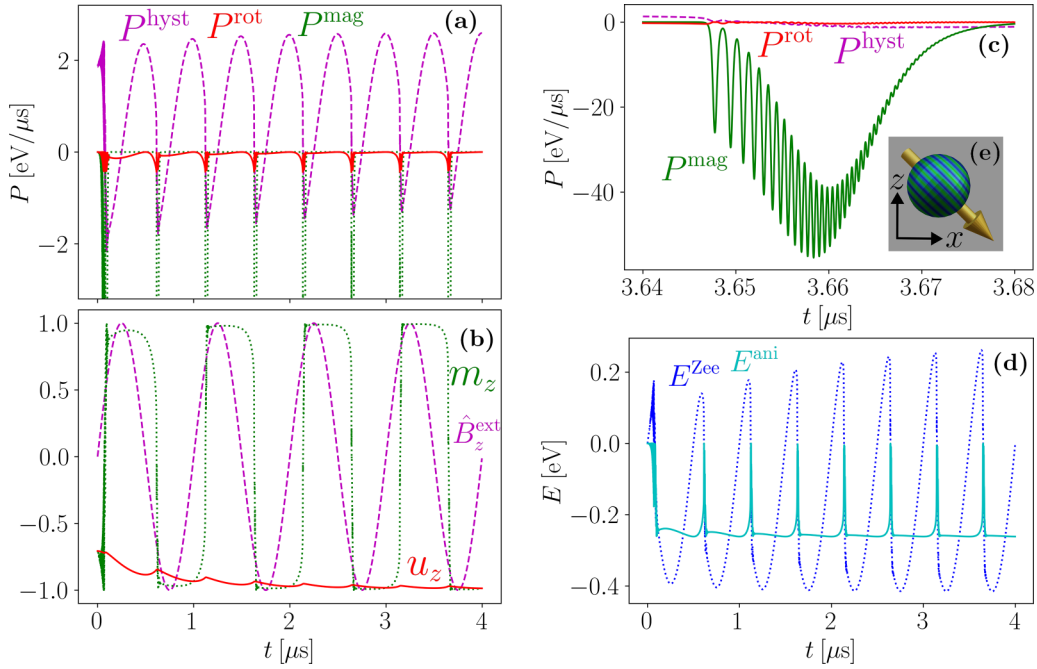 P^hyst P^rot P^mag (a)
2
0
−2
P [eV/μs]
1.0
0.5
0.0
−0.5
−1.0
(b)
m_z
B̂_z^ext
u_z
0 1 2 3 4
t [μs]
0
−20
−40
P [eV/μs]
P^rot
P^hyst
(c)
P^mag
(e)
z
x
3.64 3.65 3.66 3.67 3.68
t [μs]
0.2
0.0
−0.2
−0.4
E [eV]
E^Zee E^ani (d)
0 1 2 3 4
t [μs]